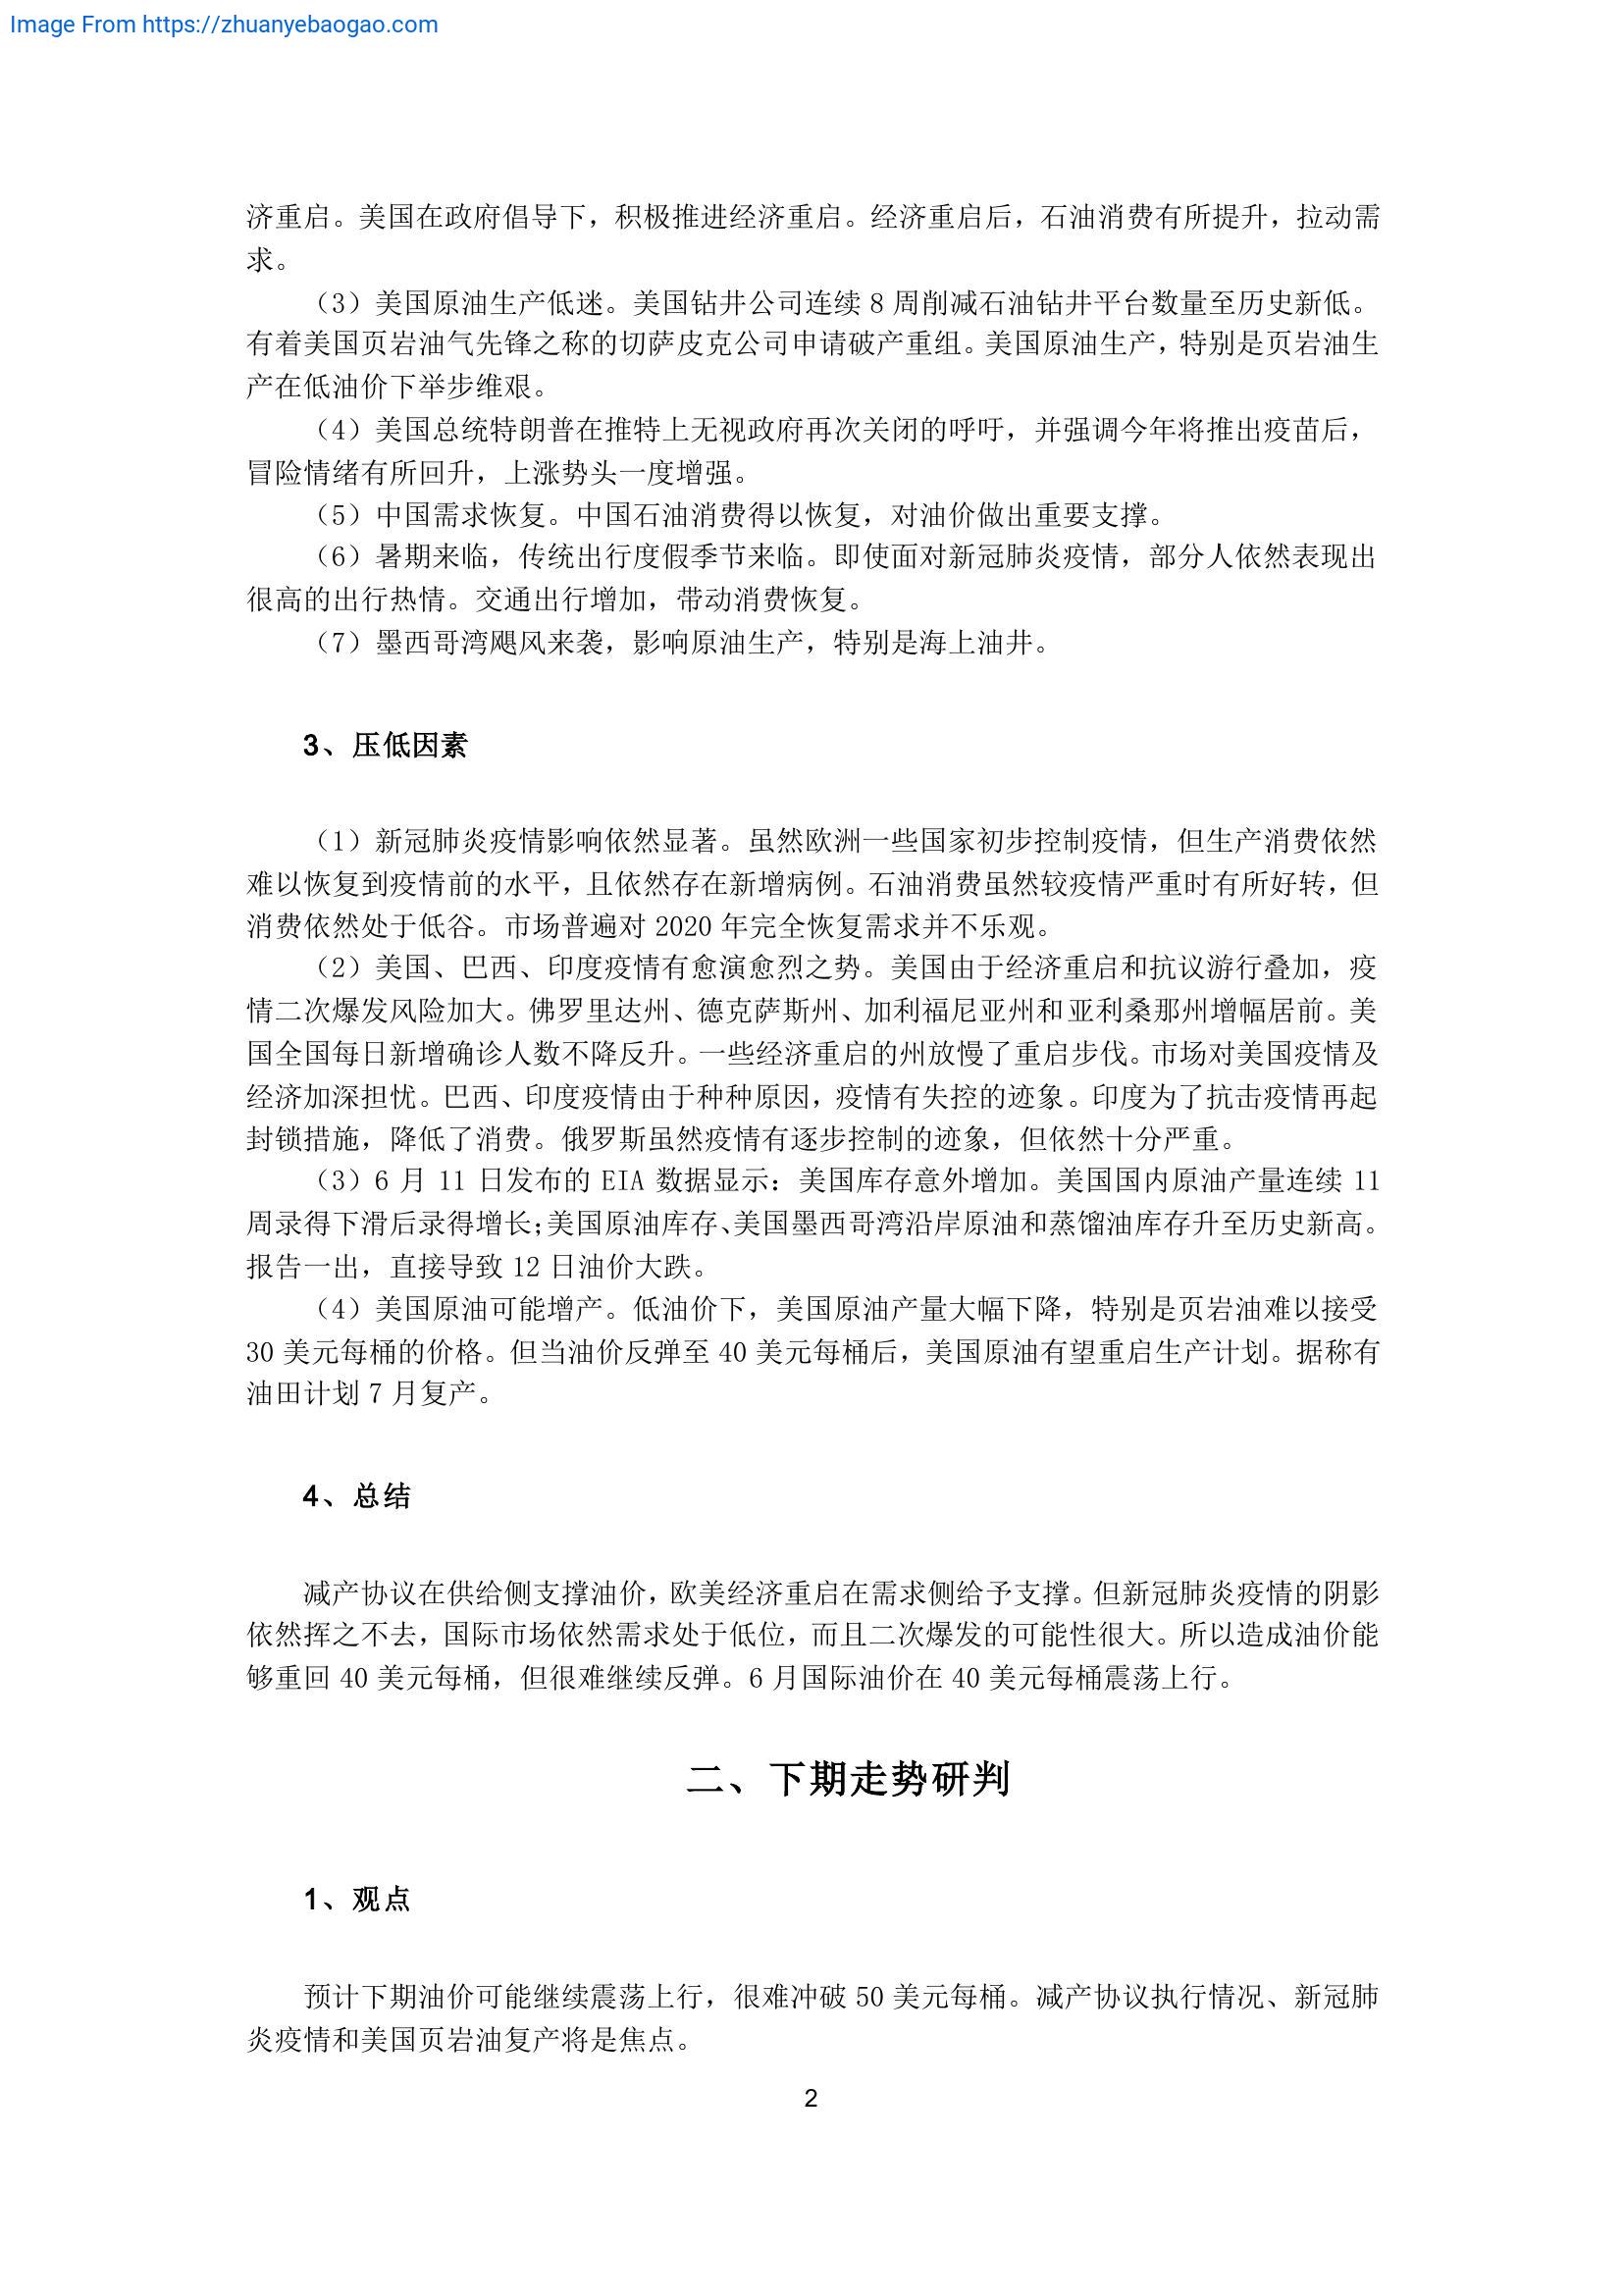 Image From https://zhuanyebaogao.com
济重启。美国在政府倡导下，积极推进经济重启。经济重启后，石油消费有所提升，拉动需
求。
（3）美国原油生产低迷。美国钻井公司连续 8 周削减石油钻井平台数量至历史新低。
有着美国页岩油气先锋之称的切萨皮克公司申请破产重组。美国原油生产，特别是页岩油生
产在低油价下举步维艰。
（4）美国总统特朗普在推特上无视政府再次关闭的呼吁，并强调今年将推出疫苗后，
冒险情绪有所回升，上涨势头一度增强。
（5）中国需求恢复。中国石油消费得以恢复，对油价做出重要支撑。
（6）暑期来临，传统出行度假季节来临。即使面对新冠肺炎疫情，部分人依然表现出
很高的出行热情。交通出行增加，带动消费恢复。
（7）墨西哥湾飓风来袭，影响原油生产，特别是海上油井。
3、压低因素
（1）新冠肺炎疫情影响依然显著。虽然欧洲一些国家初步控制疫情，但生产消费依然
难以恢复到疫情前的水平，且依然存在新增病例。石油消费虽然较疫情严重时有所好转，但
消费依然处于低谷。市场普遍对 2020 年完全恢复需求并不乐观。
（2）美国、巴西、印度疫情有愈演愈烈之势。美国由于经济重启和抗议游行叠加，疫
情二次爆发风险加大。佛罗里达州、德克萨斯州、加利福尼亚州和亚利桑那州增幅居前。美
国全国每日新增确诊人数不降反升。一些经济重启的州放慢了重启步伐。市场对美国疫情及
经济加深担忧。巴西、印度疫情由于种种原因，疫情有失控的迹象。印度为了抗击疫情再起
封锁措施，降低了消费。俄罗斯虽然疫情有逐步控制的迹象，但依然十分严重。
（3）6 月 11 日发布的 EIA 数据显示：美国库存意外增加。美国国内原油产量连续 11
周录得下滑后录得增长;美国原油库存、美国墨西哥湾沿岸原油和蒸馏油库存升至历史新高。
报告一出，直接导致 12 日油价大跌。
（4）美国原油可能增产。低油价下，美国原油产量大幅下降，特别是页岩油难以接受
30 美元每桶的价格。但当油价反弹至 40 美元每桶后，美国原油有望重启生产计划。据称有
油田计划 7 月复产。
4、总结
减产协议在供给侧支撑油价，欧美经济重启在需求侧给予支撑。但新冠肺炎疫情的阴影
依然挥之不去，国际市场依然需求处于低位，而且二次爆发的可能性很大。所以造成油价能
够重回 40 美元每桶，但很难继续反弹。6 月国际油价在 40 美元每桶震荡上行。
二、下期走势研判
1、观点
预计下期油价可能继续震荡上行，很难冲破 50 美元每桶。减产协议执行情况、新冠肺
炎疫情和美国页岩油复产将是焦点。
2